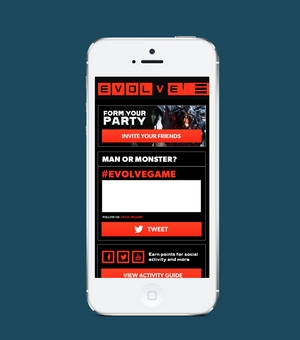 EVOLVE
FORM YOUR
PARTY
INVITE YOUR FRIENDS
MAN OR MONSTER?
#EVOLVEGAME
FOLLOW US #EVOLVEGAME
TWEET
Earn points for social
activity and more
VIEW ACTIVITY GUIDE